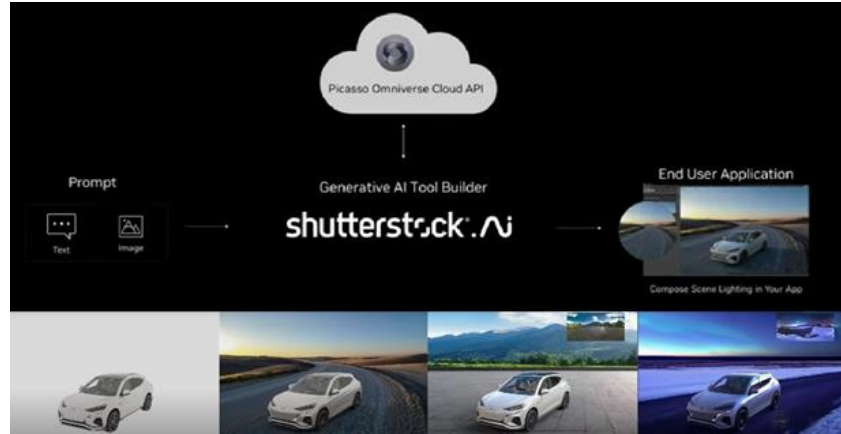 Picasso Omniverse Cloud API
Prompt
Text
Image
Generative AI Tool Builder
shutterstock.AI
End User Application
Compose Scene Lighting in Your App